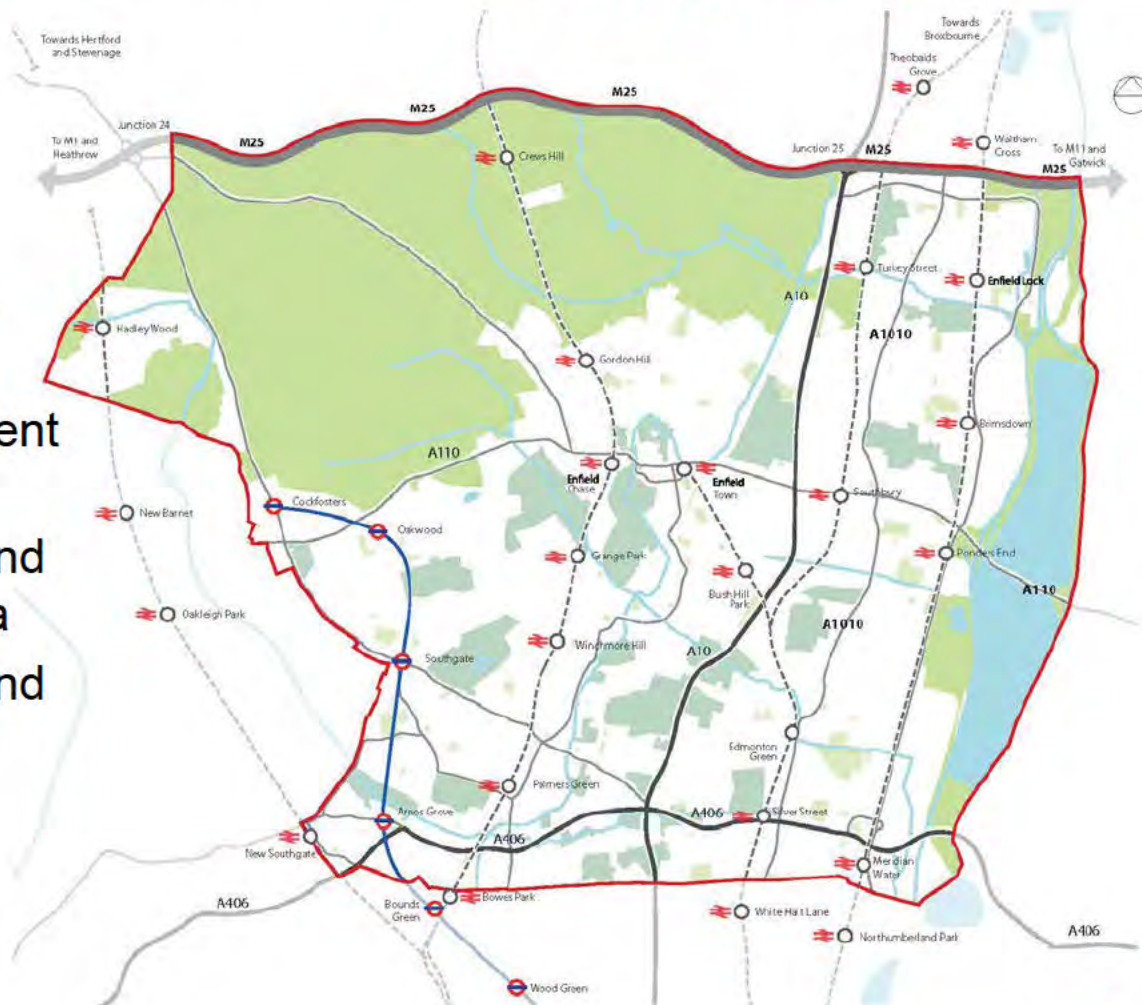 Towards Hertford
and Stevenage
Towards
Broxbourne
Theobalds
Grove
M25
M25
M25
Junction 24
To M1 and
Heathrow
Crews Hill
Junction 25
M25
Waltham
Cross
To M11 and
Gatwick
M25
Turkey Street
Enfield Lock
A10
A1010
Hadley Wood
Gordon Hill
Brimsdown
ent
A110
Enfield
Chase
Enfield
Town
Southbury
Cockfosters
Oakwood
New Barnet
nd
Grange Park
Bush Hill
Park
Ponders End
A110
a
Oakleigh Park
Winchmore Hill
A1010
nd
Southgate
A10
Edmonton
Green
Palmers Green
Arnos Grove
A406
A406
Silver Street
New Southgate
Meridian
Water
A406
Bounds
Green
Bowes Park
White Hart Lane
Northumberland Park
A406
Wood Green